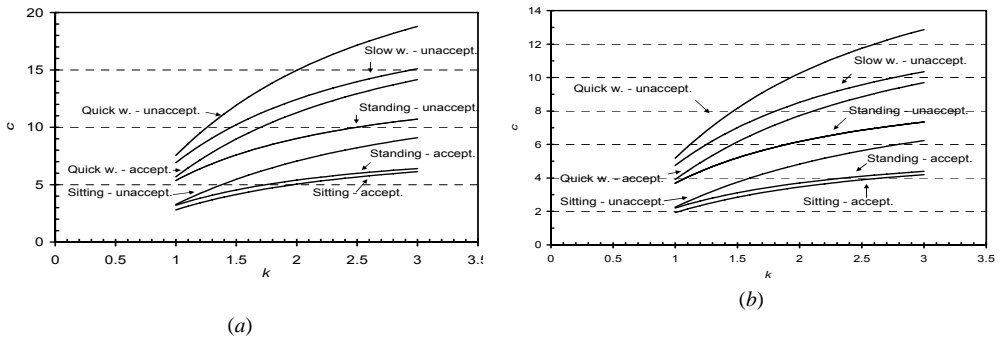 20
15
10
5
0
c
Slow w. - unaccept.
Quick w. - unaccept.
Standing - unaccept.
Standing - accept.
Quick w. - accept.
Sitting - unaccept.
Sitting - accept.
0 0.5 1 1.5 2 2.5 3 3.5
k
(a)
14
12
10
8
6
4
2
0
c
Slow w. - unaccept.
Quick w. - unaccept.
Standing - unaccept.
Standing - accept.
Quick w. - accept.
Sitting - unaccept.
Sitting - accept.
0 0.5 1 1.5 2 2.5 3 3.5
k
(b)